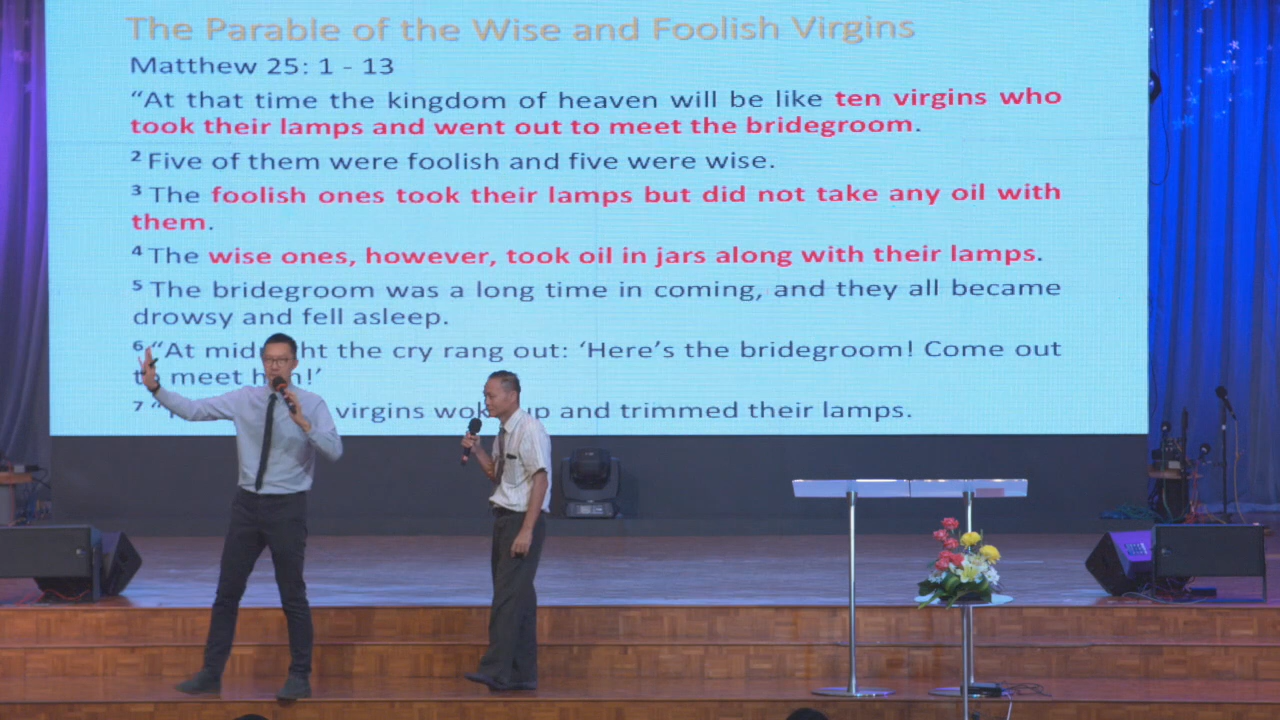 The Parable of the Wise and Foolish Virgins
Matthew 25: 1 - 13
“At that time the kingdom of heaven will be like ten virgins who
took their lamps and went out to meet the bridegroom.
2 Five of them were foolish and five were wise.
3 The foolish ones took their lamps but did not take any oil with
them.
4 The wise ones, however, took oil in jars along with their lamps.
5 The bridegroom was a long time in coming, and they all became
drowsy and fell asleep.
6 “At the cry rang out: ‘Here’s the bridegroom! Come out
meet !’
7 virgins up and trimmed their lamps.